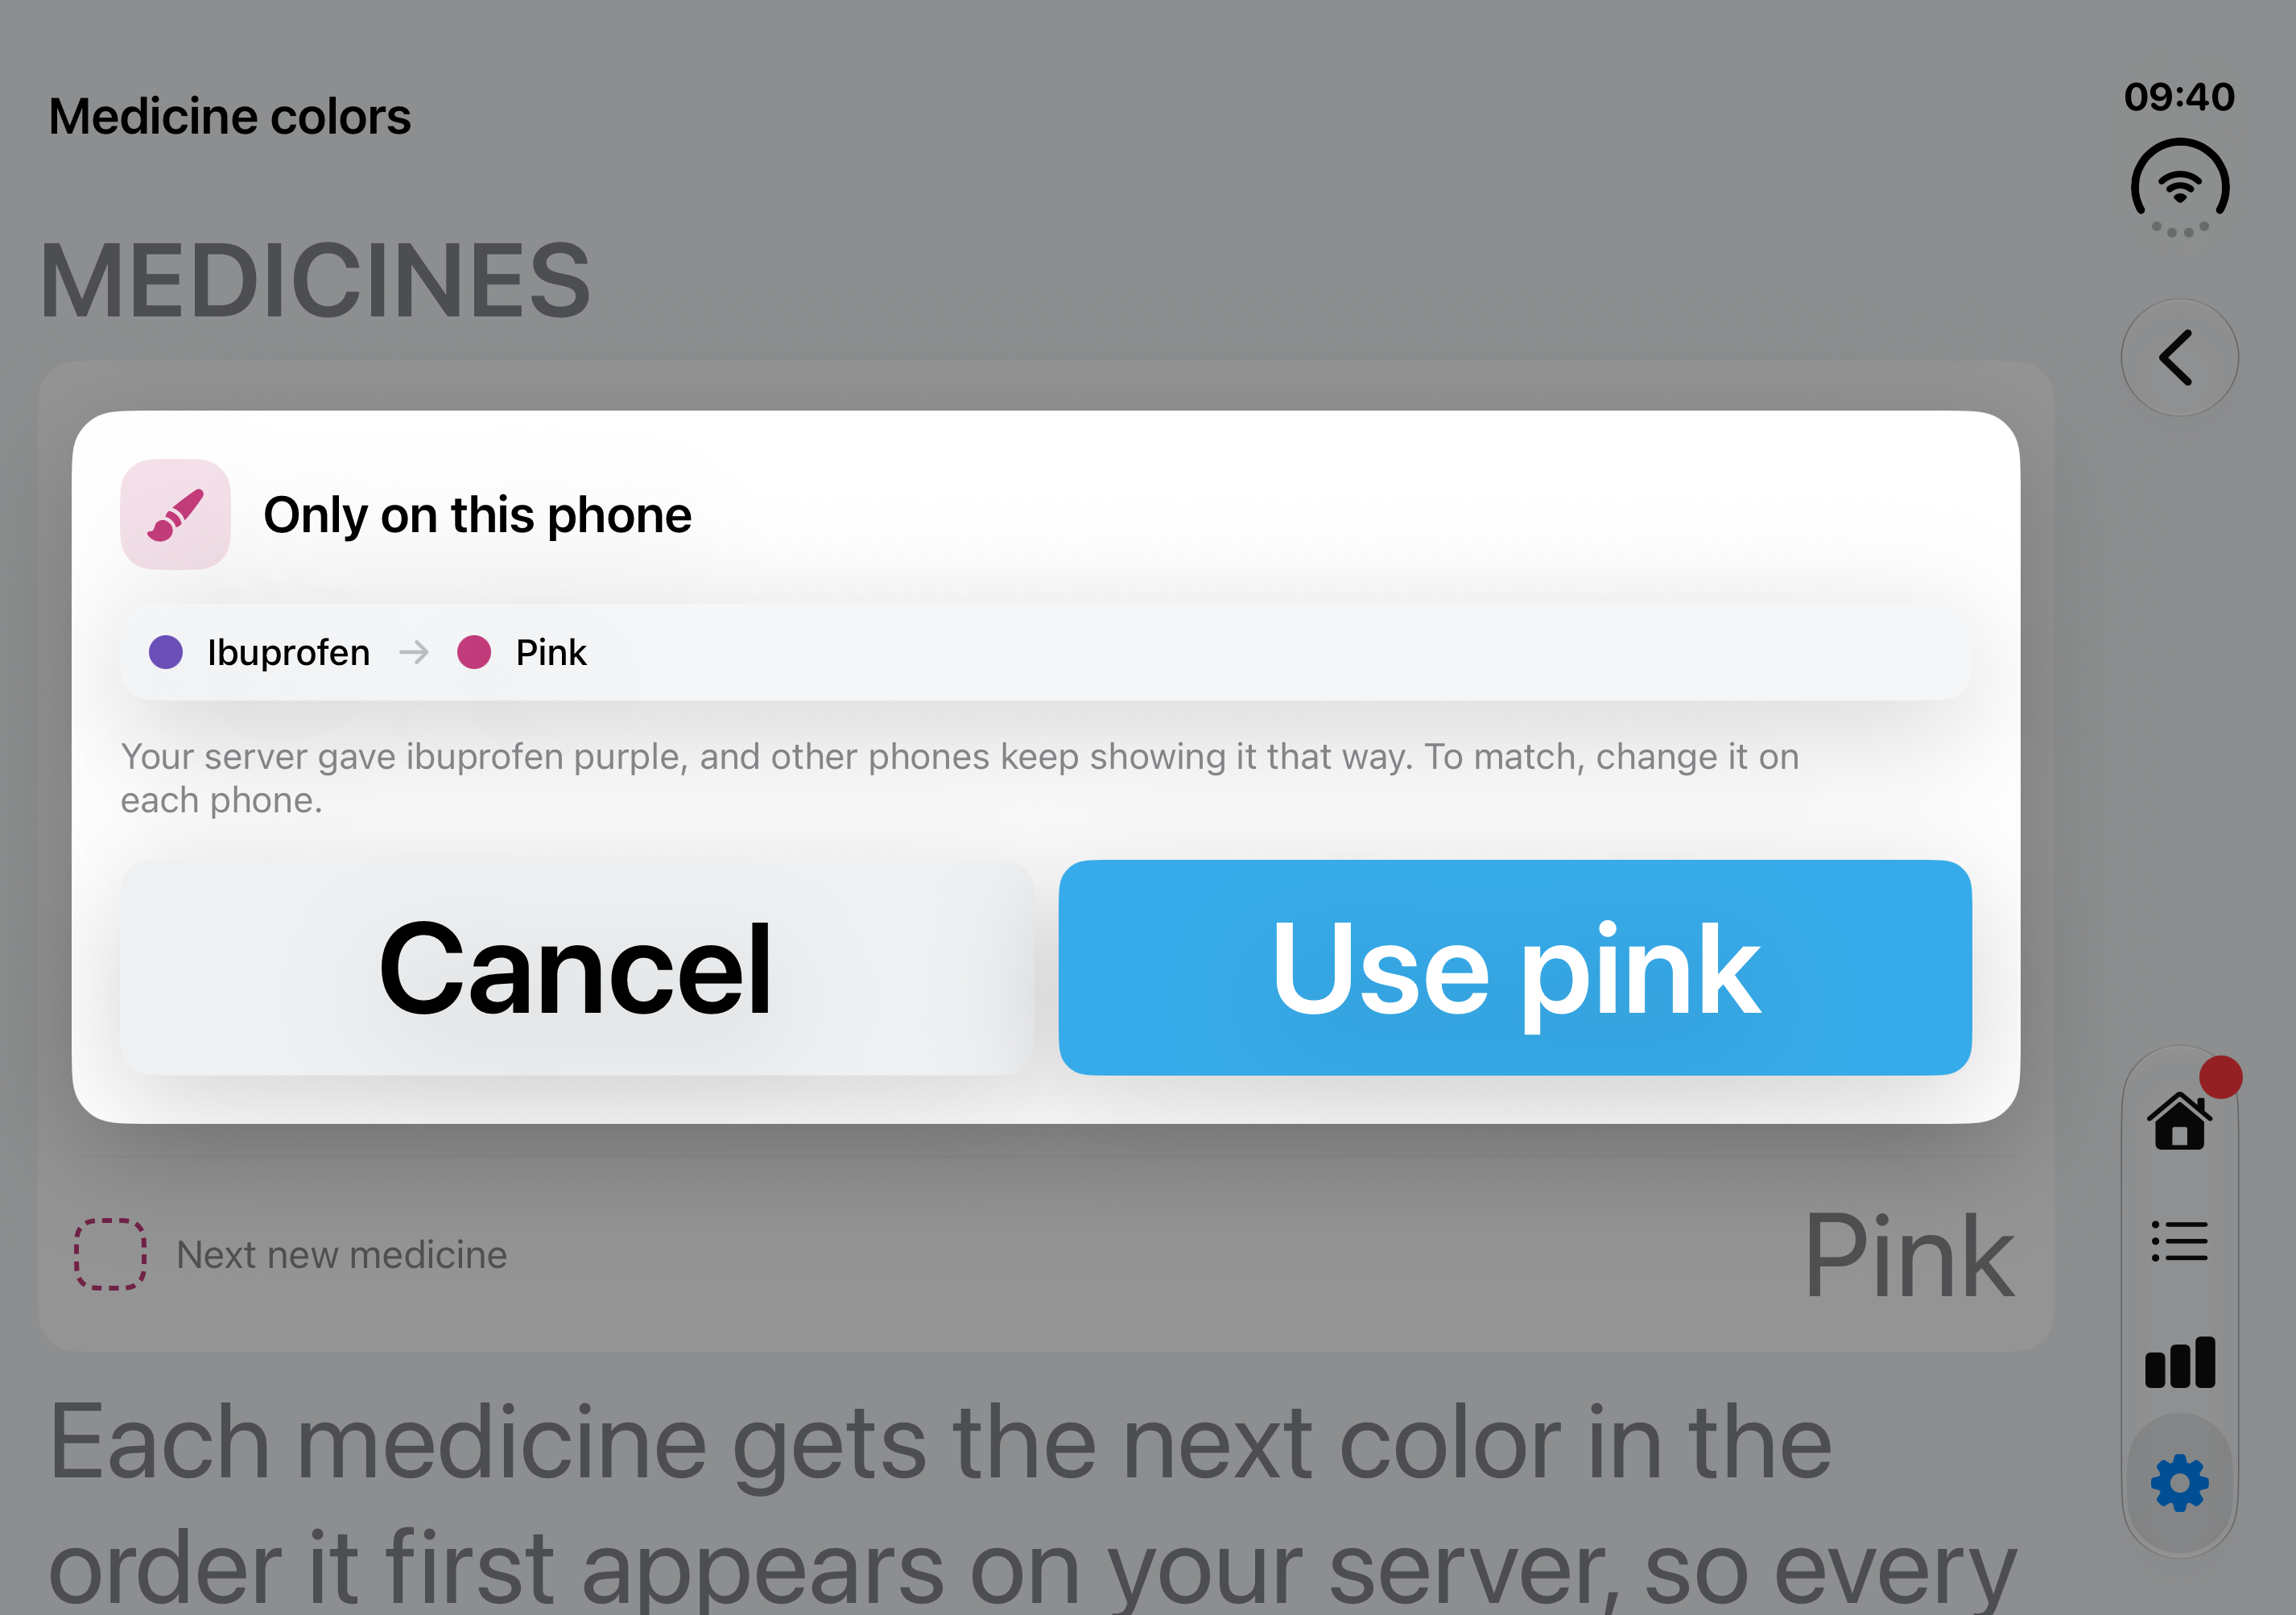 Medicine colors
09:40
MEDICINES
Only on this phone
Ibuprofen → Pink
Your server gave ibuprofen purple, and other phones keep showing it that way. To match, change it on
each phone.
Cancel
Use pink
Next new medicine
Pink
Each medicine gets the next color in the
order it first appears on your server, so every